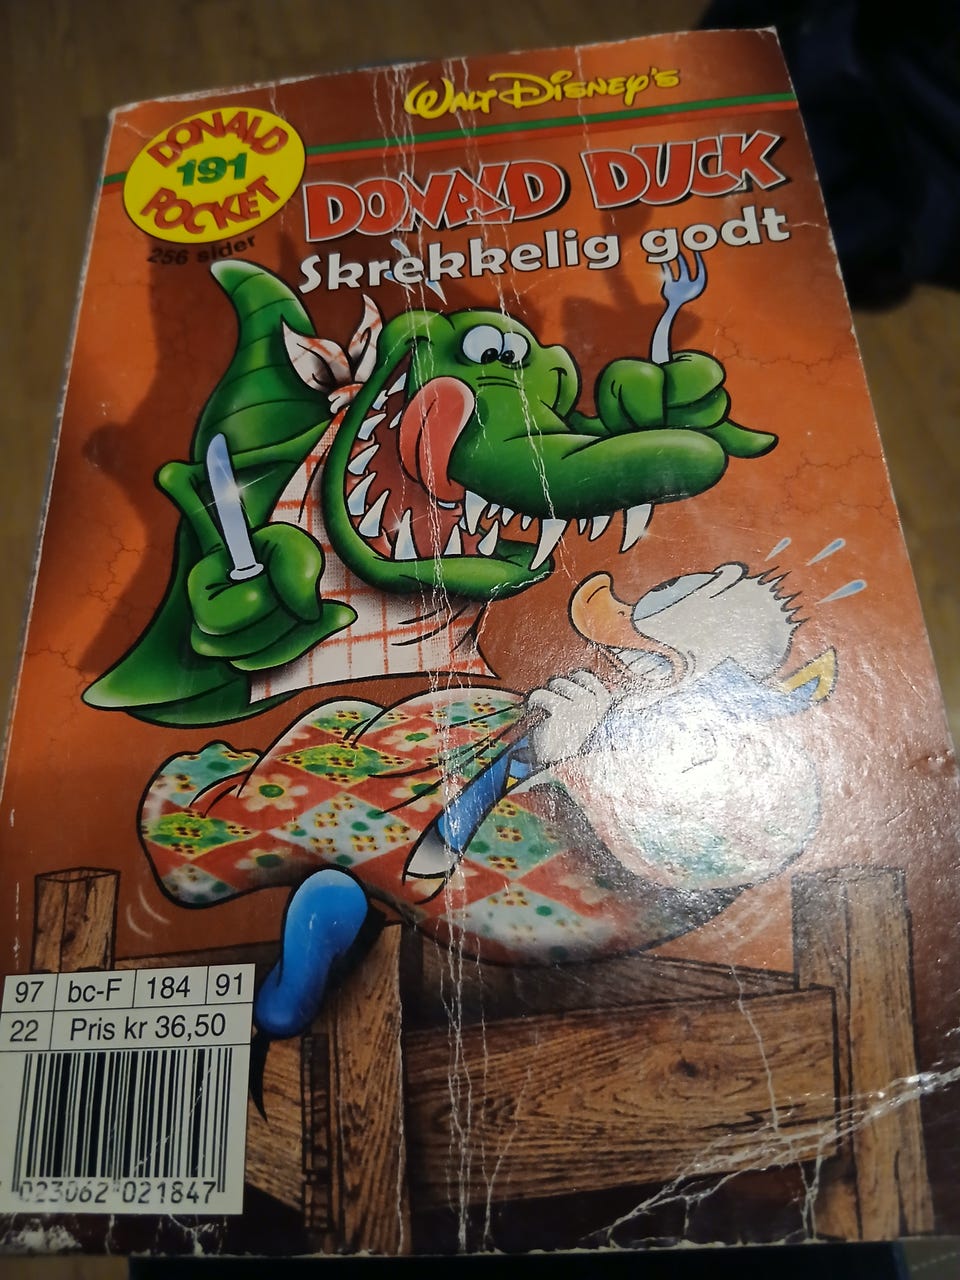 Walt Disney's
DONALD
191
POCKET
256 sider
DONALD DUCK
Skrekkelig godt
97 bc-F 184 91
22 Pris kr 36,50
023062 021847